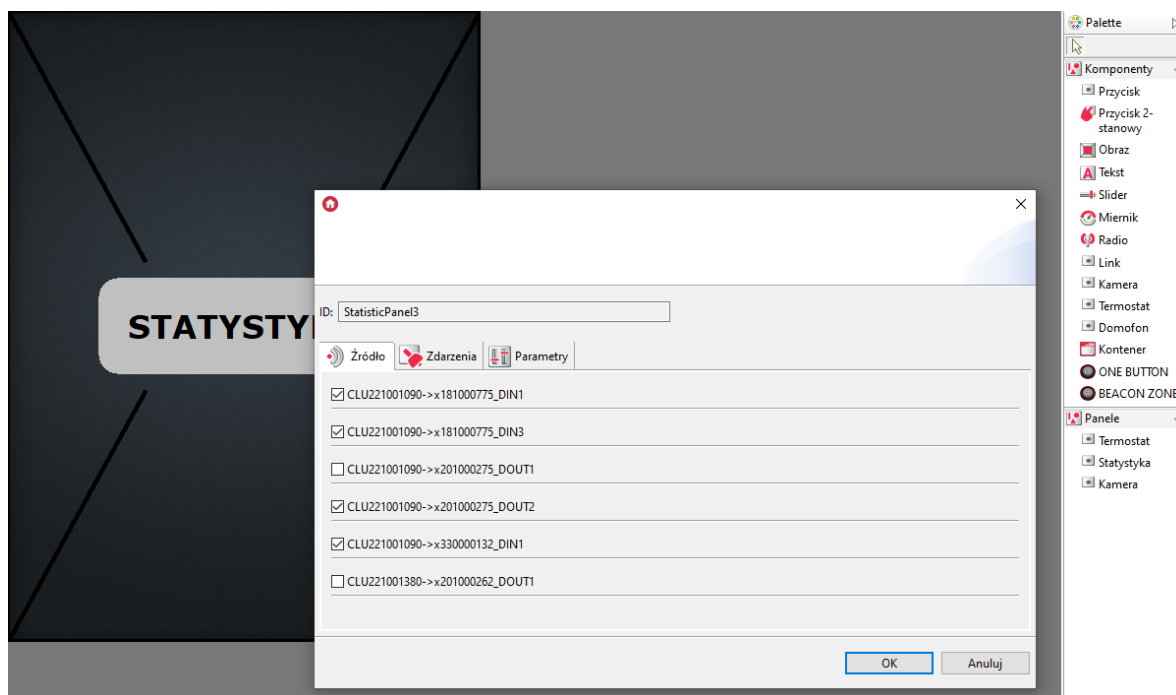 Palette
Komponenty
Przycisk
Przycisk 2-
stanowy
Obraz
Tekst
Slider
Miernik
Radio
Link
Kamera
Termostat
Domofon
Kontener
ONE BUTTON
BEACON ZONE
Panele
Termostat
Statystyka
Kamera
STATYSTY
ID: StatisticPanel3
Źródło Zdarzenia Parametry
CLU221001090->x181000775_DIN1
CLU221001090->x181000775_DIN3
CLU221001090->x201000275_DOUT1
CLU221001090->x201000275_DOUT2
CLU221001090->x330000132_DIN1
CLU221001380->x201000262_DOUT1
OK Anuluj